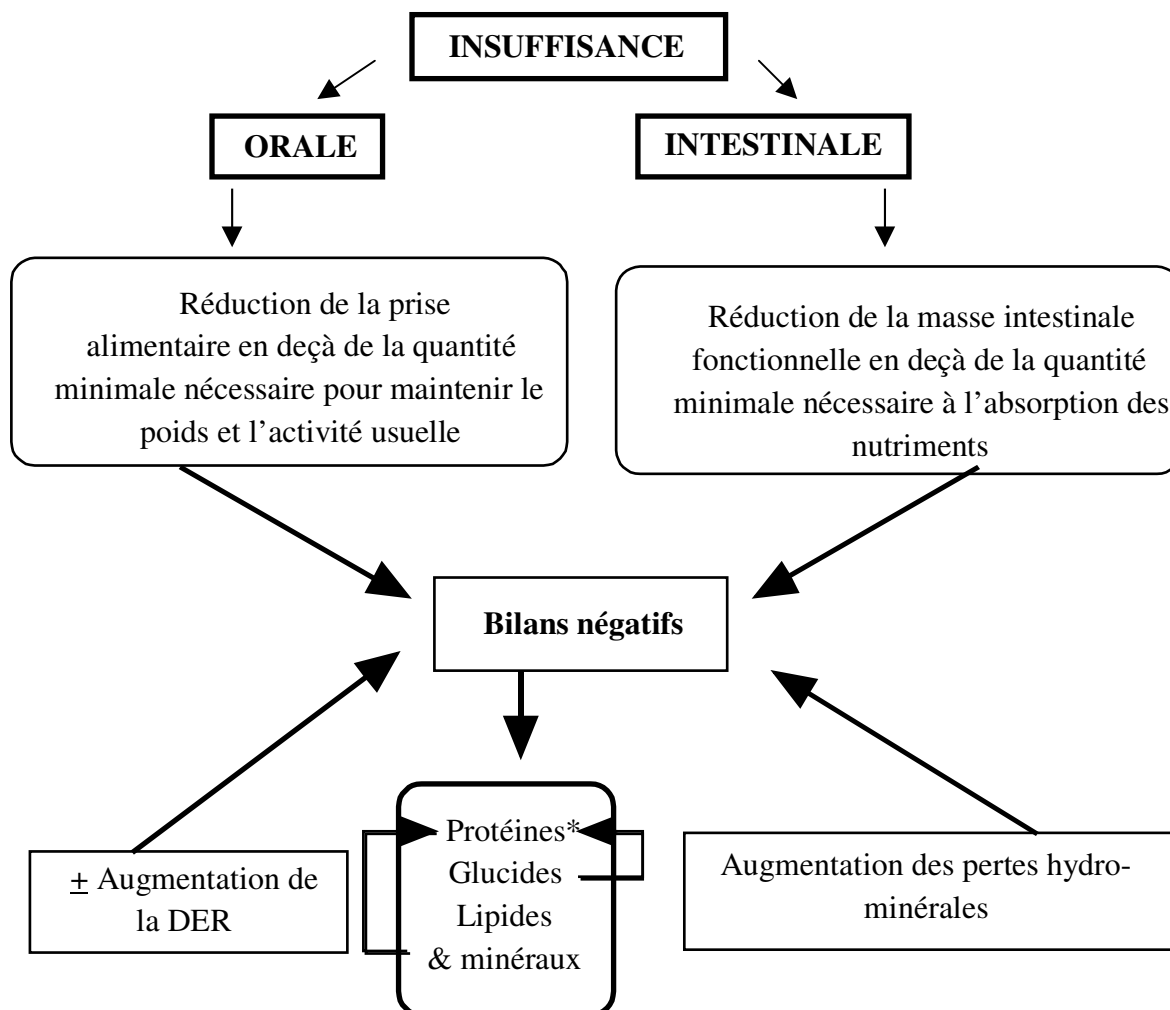 INSUFFISANCE
ORALE
INTESTINALE
Réduction de la prise
alimentaire en deçà de la quantité
minimale nécessaire pour maintenir le
poids et l’activité usuelle
Réduction de la masse intestinale
fonctionnelle en deçà de la quantité
minimale nécessaire à l’absorption des
nutriments
Bilans négatifs
± Augmentation de
la DER
Protéines*
Glucides
Lipides
& minéraux
Augmentation des pertes hydro-
minérales